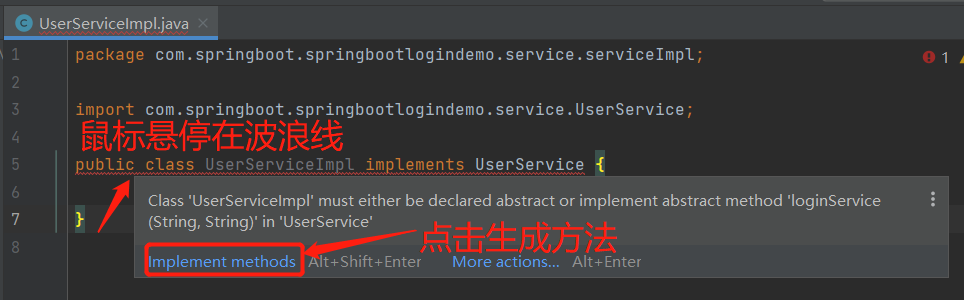 UserServiceImpl.java
1 package com.springboot.springbootlogindemo.service.serviceImpl;
1
2
3 import com.springboot.springbootlogindemo.service.UserService;
4
鼠标悬停在波浪线
5 public class UserServiceImpl implements UserService {
6
Class 'UserServiceImpl' must either be declared abstract or implement abstract method 'loginService
7 }
(String, String)' in 'UserService'
点击生成方法
8
Implement methods Alt+Shift+Enter More actions... Alt+Enter